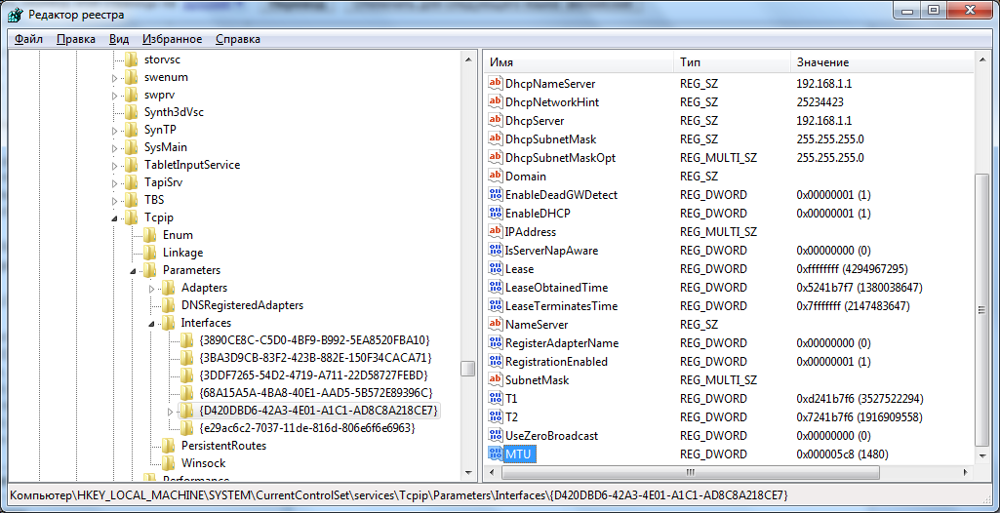 Редактор реестра
Файл Правка Вид Избранное Справка
storvsc
swenum
swprv
Synth3dVsc
SynTP
SysMain
TabletInputService
TapiSrv
TBS
Tcpip
Enum
Linkage
Parameters
Adapters
DNSRegisteredAdapters
Interfaces
{3890CE8C-C5D0-4BF9-B992-5EA8520FBA10}
{3BA3D9CB-83F2-423B-882E-150F34CACA71}
{3DDF7265-54D2-4719-A711-22D58727FEBD}
{68A15A5A-4BA8-40E1-AAD5-5B572E89396C}
{D420DBD6-42A3-4E01-A1C1-AD8C8A218CE7}
{e29ac6c2-7037-11de-816d-806e6f6e6963}
PersistentRoutes
Winsock
Performance
Имя Тип Значение
DhcpNameServer REG_SZ 192.168.1.1
DhcpNetworkHint REG_SZ 25234423
DhcpServer REG_SZ 192.168.1.1
DhcpSubnetMask REG_SZ 255.255.255.0
DhcpSubnetMaskOpt REG_MULTI_SZ 255.255.255.0
Domain REG_SZ
EnableDeadGWDetect REG_DWORD 0x00000001 (1)
EnableDHCP REG_DWORD 0x00000001 (1)
IPAddress REG_MULTI_SZ
IsServerNapAware REG_DWORD 0x00000000 (0)
Lease REG_DWORD 0xffffffff (4294967295)
LeaseObtainedTime REG_DWORD 0x5241b7f7 (1380038647)
LeaseTerminatesTime REG_DWORD 0x7fffffff (2147483647)
NameServer REG_SZ
RegisterAdapterName REG_DWORD 0x00000000 (0)
RegistrationEnabled REG_DWORD 0x00000001 (1)
SubnetMask REG_MULTI_SZ
T1 REG_DWORD 0xd241b7f6 (3527522294)
T2 REG_DWORD 0x7241b7f6 (1916909558)
UseZeroBroadcast REG_DWORD 0x00000000 (0)
MTU REG_DWORD 0x000005c8 (1480)
Компьютер\HKEY_LOCAL_MACHINE\SYSTEM\CurrentControlSet\services\Tcpip\Parameters\Interfaces\{D420DBD6-42A3-4E01-A1C1-AD8C8A218CE7}